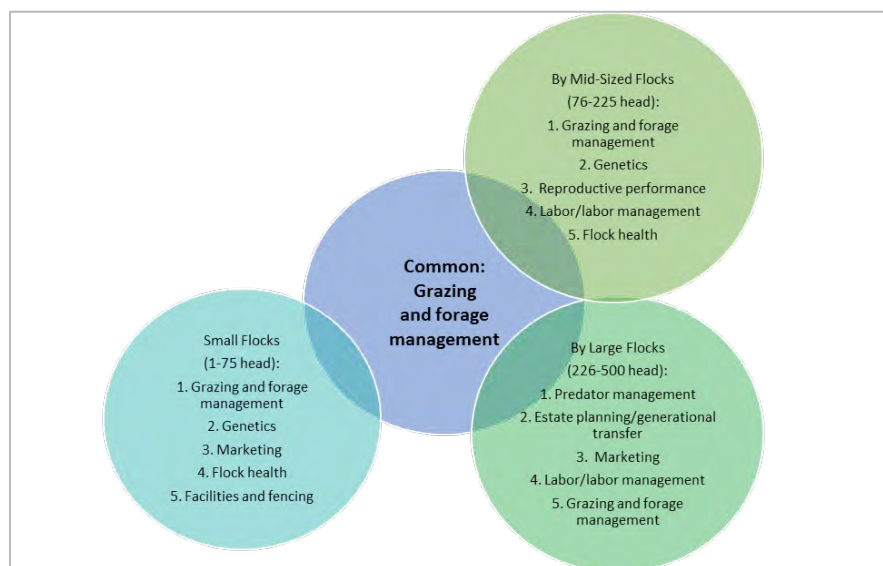 By Mid-Sized Flocks
(76-225 head):
1. Grazing and forage
management
2. Genetics
3. Reproductive performance
4. Labor/labor management
5. Flock health
Common:
Grazing
and forage
management
Small Flocks
(1-75 head):
1. Grazing and forage
management
2. Genetics
3. Marketing
4. Flock health
5. Facilities and fencing
By Large Flocks
(226-500 head):
1. Predator management
2. Estate planning/generational
transfer
3. Marketing
4. Labor/labor management
5. Grazing and forage
management